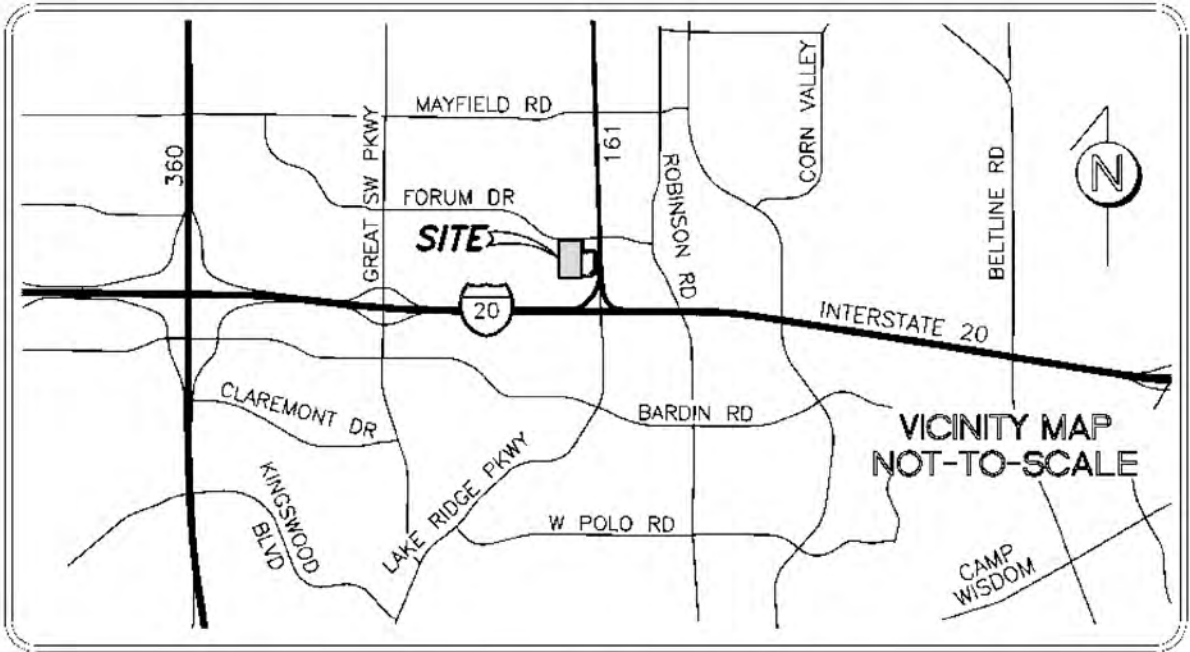 MAYFIELD RD
360
GREAT SW PKWY
161
CORN VALLEY
ROBINSON RD
BELTLINE RD
N
FORUM DR
SITE
20
INTERSTATE 20
CLAREMONT DR
BARDIN RD
VICINITY MAP
NOT-TO-SCALE
KINGSWOOD
BLVD
LAKE RIDGE PKWY
W POLO RD
CAMP
WISDOM